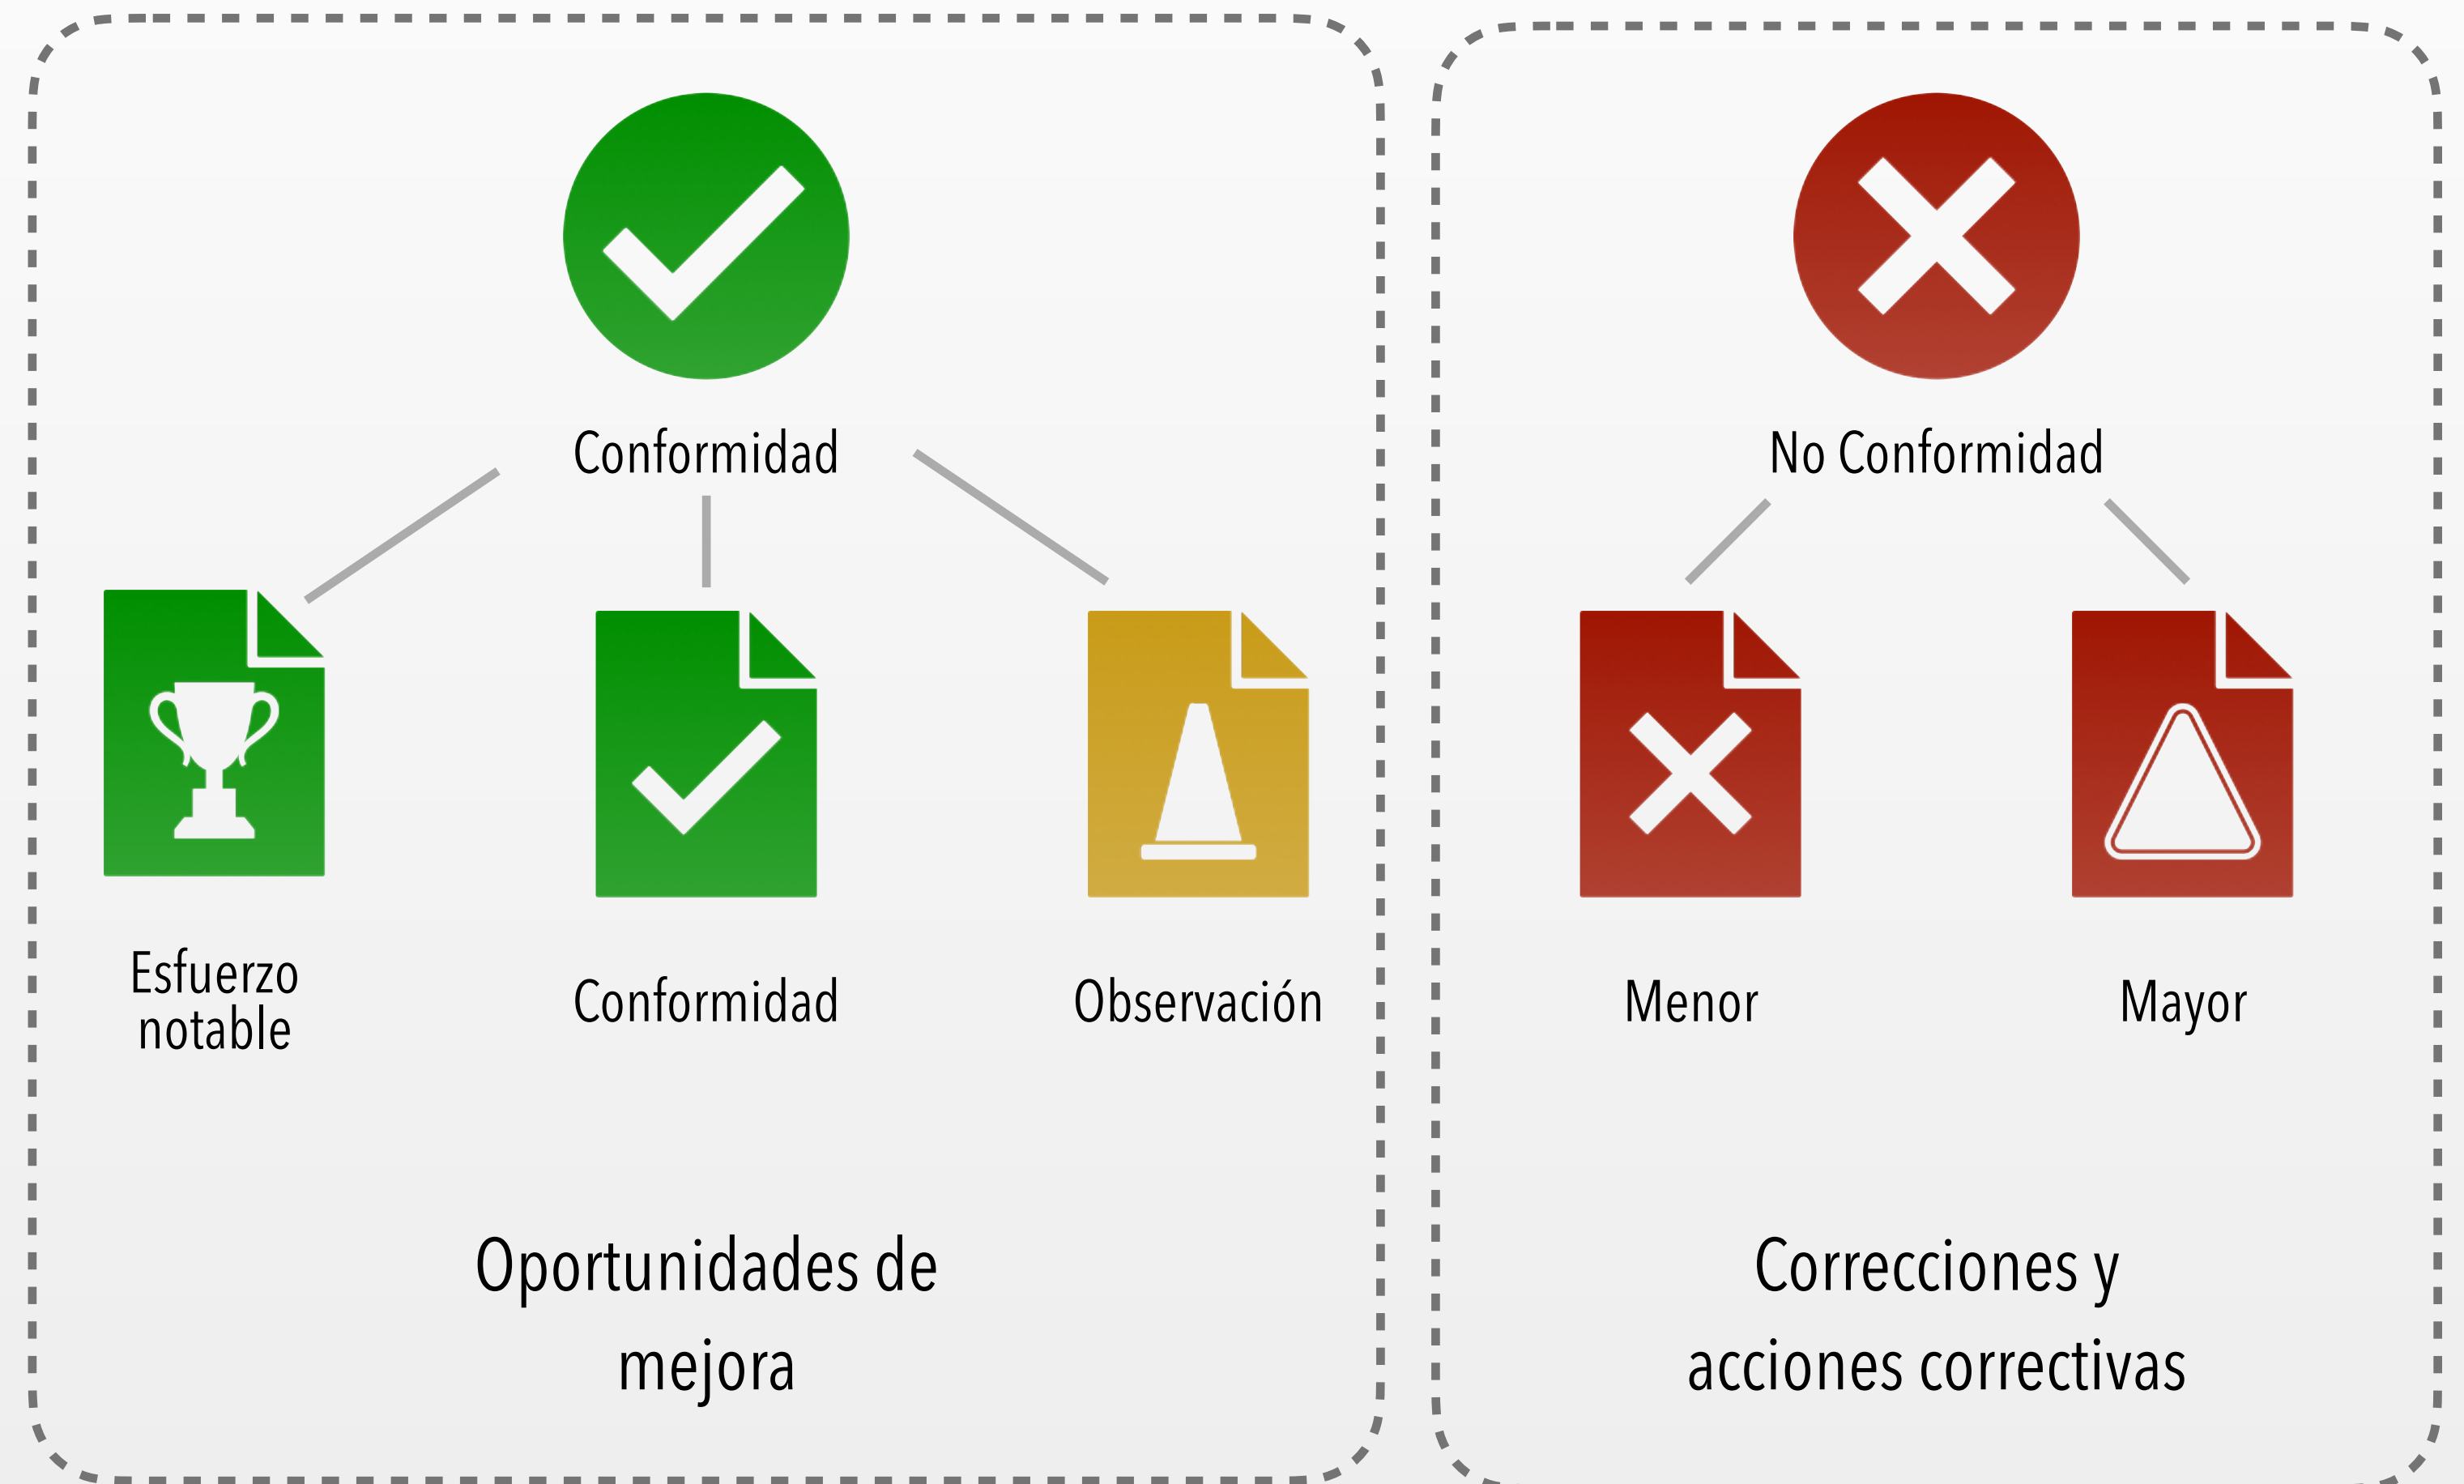 Conformidad
Esfuerzo
notable
Conformidad
Observación
Oportunidades de
mejora
No Conformidad
Menor
Mayor
Correcciones y
acciones correctivas